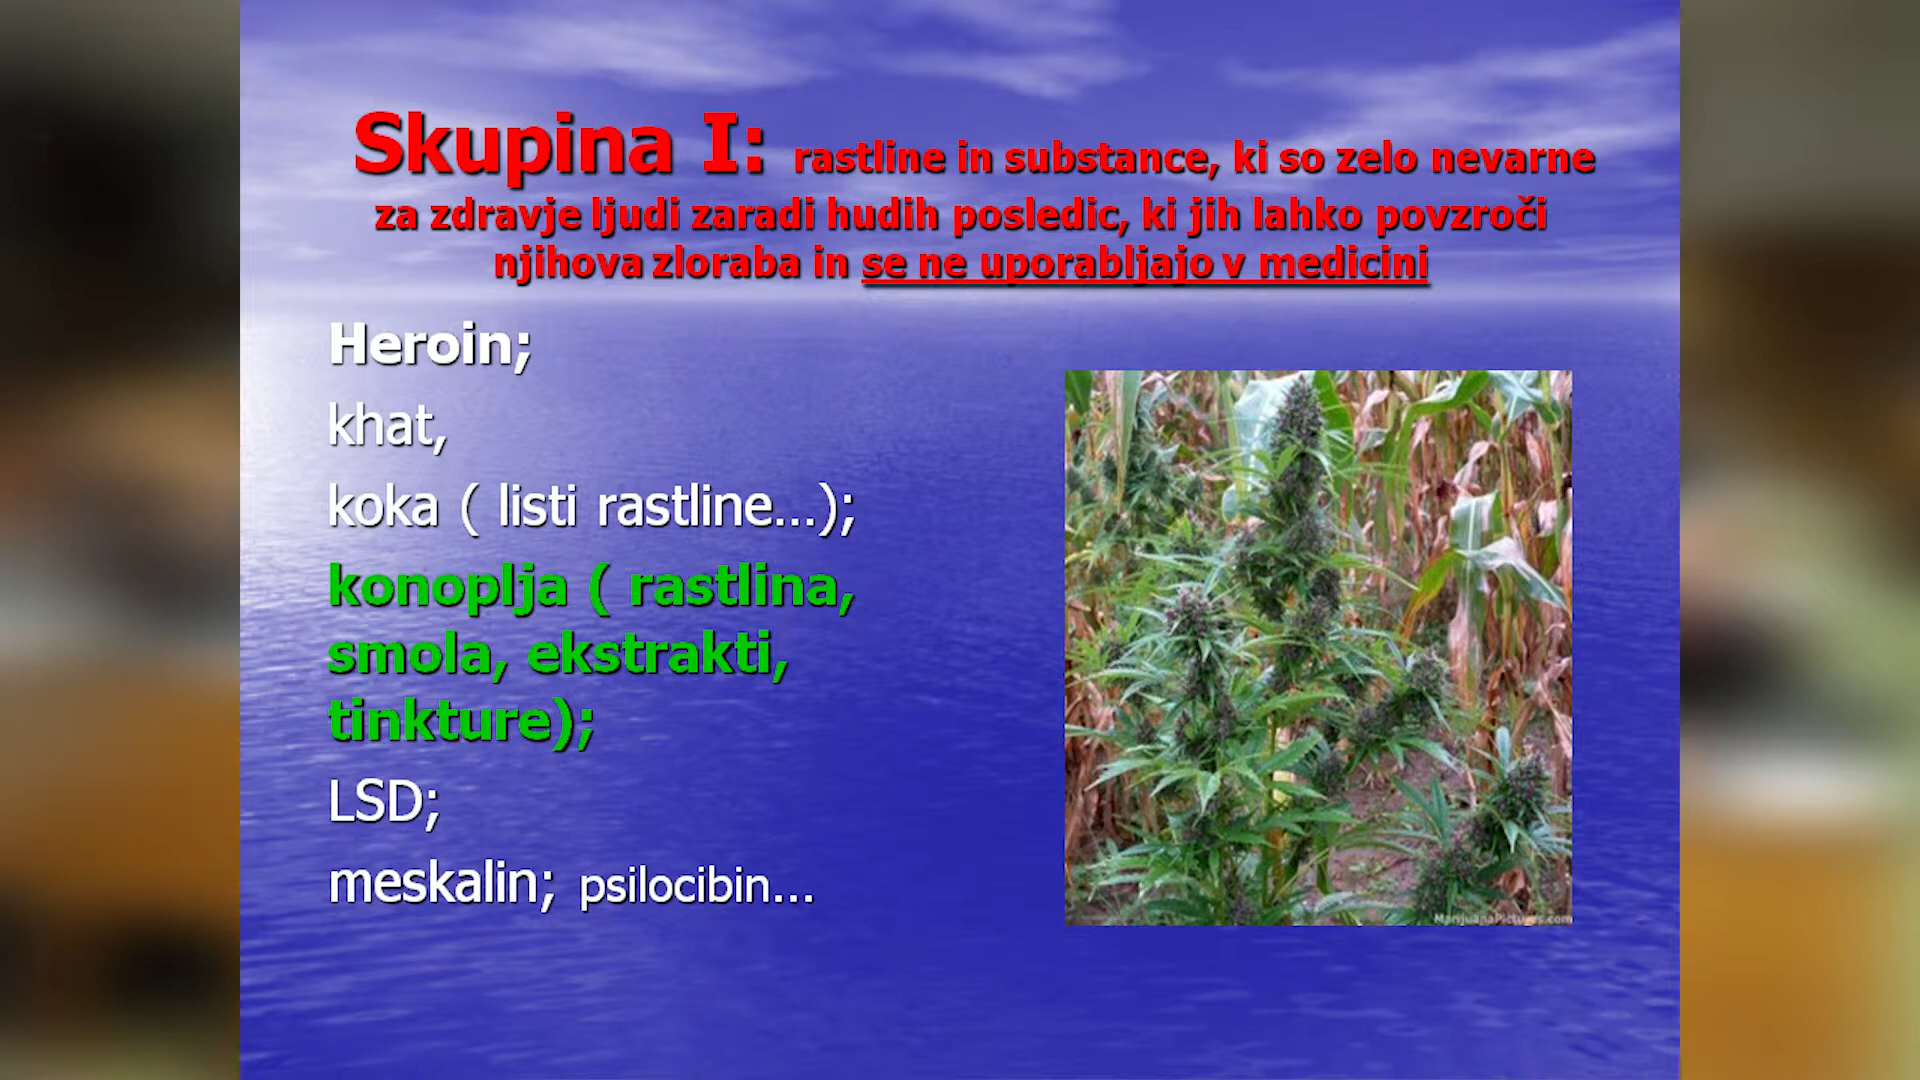 Skupina I: rastline in substance, ki so zelo nevarne
za zdravje ljudi zaradi hudih posledic, ki jih lahko povzroči
njihova zloraba in se ne uporabljajo v medicini
Heroin;
khat,
koka ( listi rastline...);
konoplja ( rastlina,
smola, ekstrakti,
tinkture);
LSD;
meskalin; psilocibin...
MarijuanaPictures.com